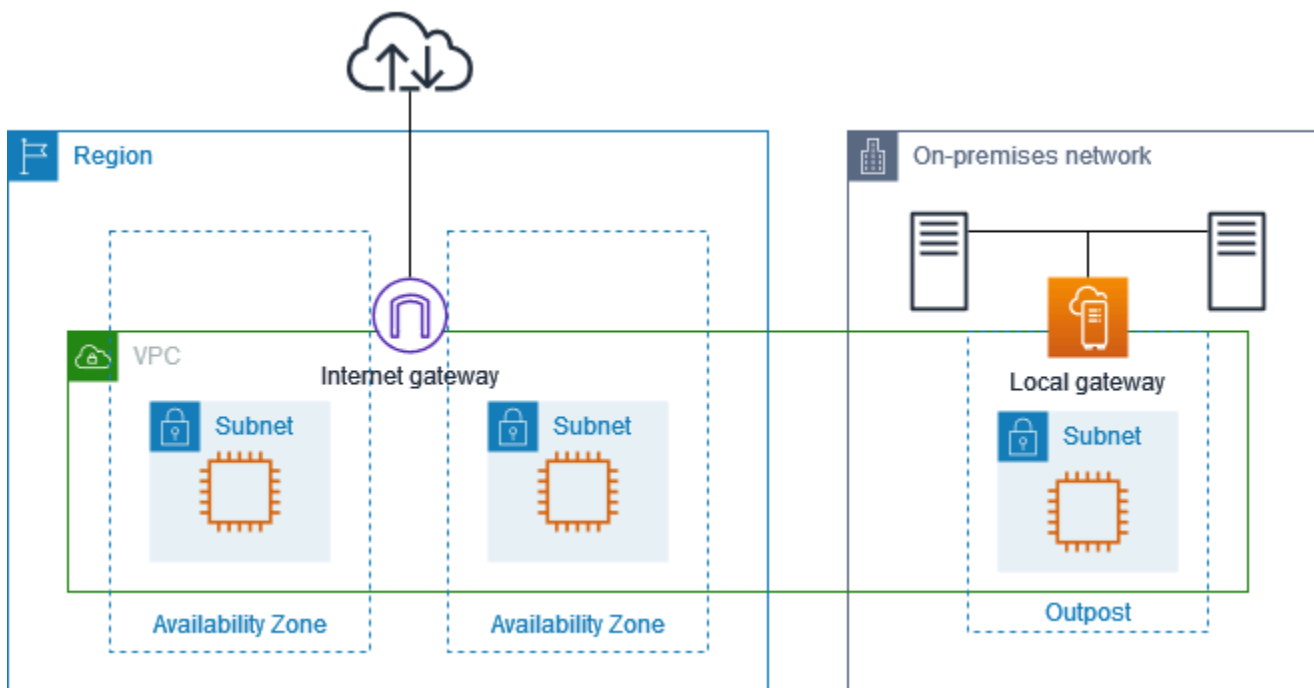 Region
On-premises network
VPC
Internet gateway
Local gateway
Subnet
Subnet
Subnet
Availability Zone
Availability Zone
Outpost